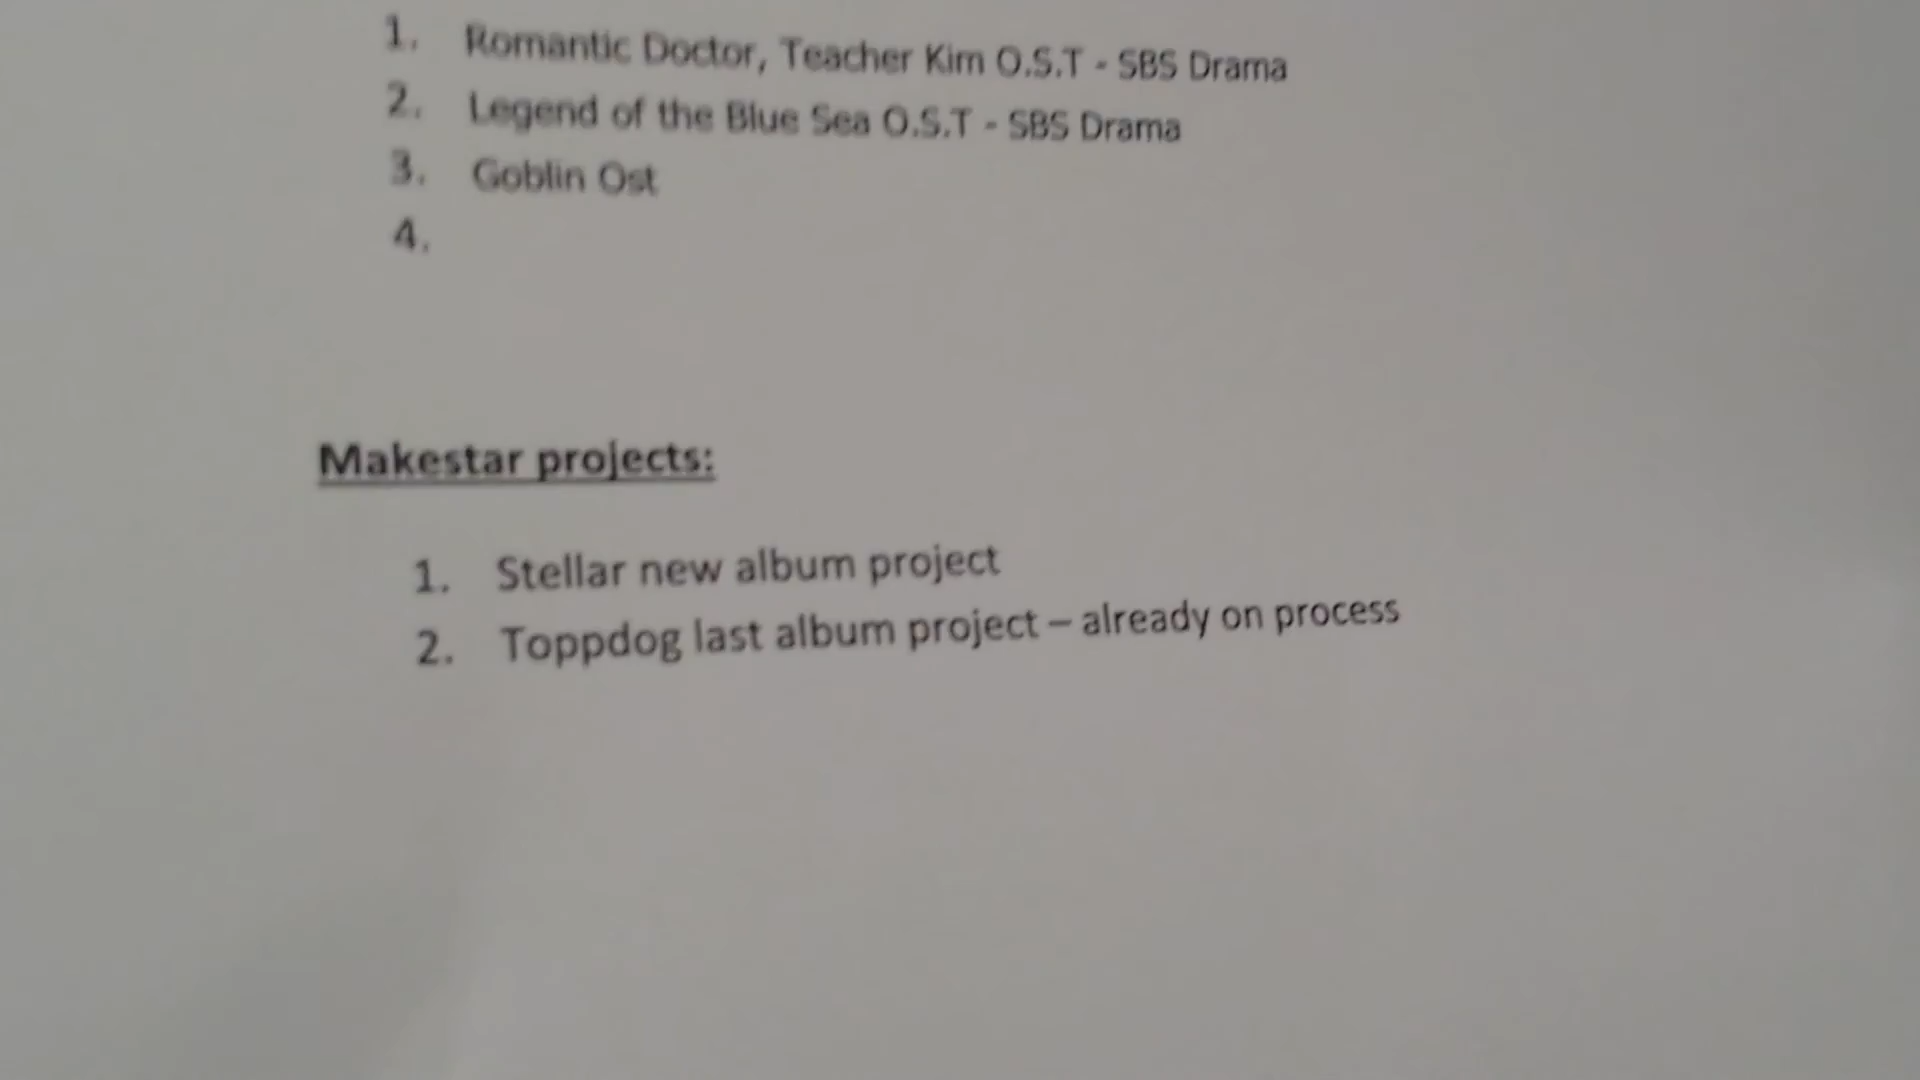 1. Romantic Doctor, Teacher Kim O.S.T - SBS Drama
2. Legend of the Blue Sea O.S.T - SBS Drama
3. Goblin Ost
4.
Makestar projects:
1. Stellar new album project
2. Toppdog last album project – already on process